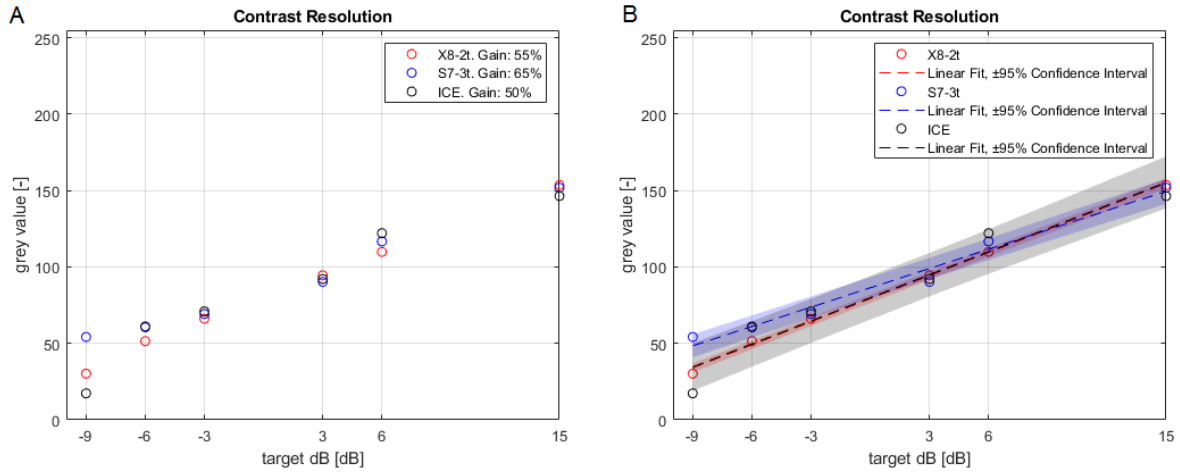 A
Contrast Resolution
250
200
150
100
50
0
grey value [-]
X8-2t. Gain: 55%
S7-3t. Gain: 65%
ICE. Gain: 50%
-9
-6
-3
3
6
15
target dB [dB]
B
Contrast Resolution
250
200
150
100
50
0
grey value [-]
X8-2t
Linear Fit, ±95% Confidence Interval
S7-3t
Linear Fit, ±95% Confidence Interval
ICE
Linear Fit, ±95% Confidence Interval
-9
-6
-3
3
6
15
target dB [dB]